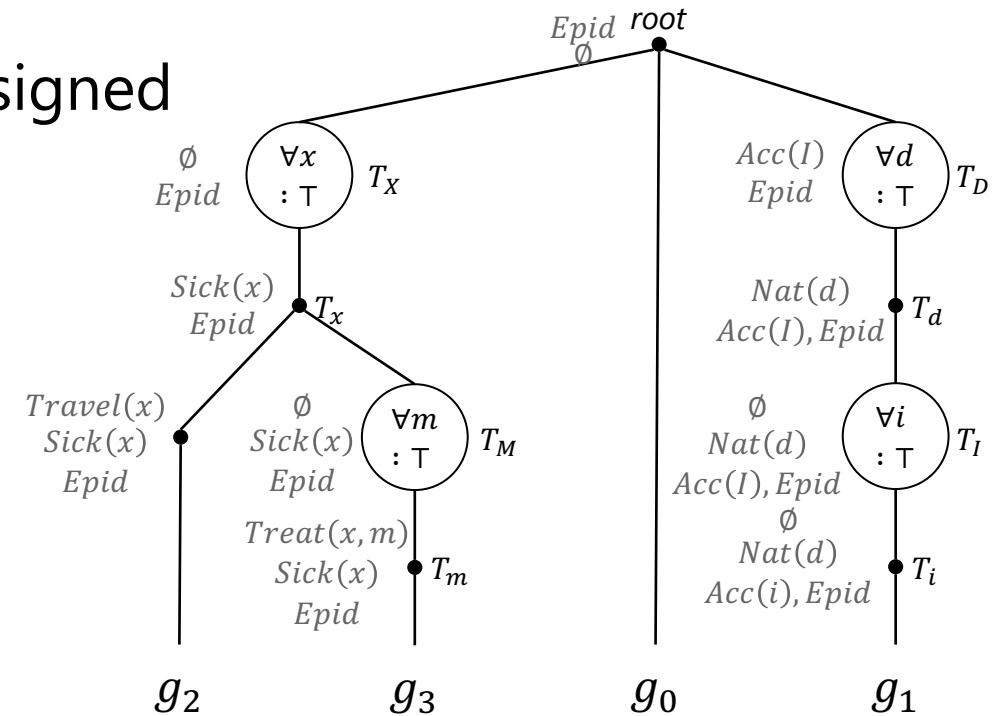 signed
root
Epid
∅
∅
Epid
∀x
: ⊤
T_X
Acc(I)
Epid
∀d
: ⊤
T_D
Sick(x)
Epid
T_x
Nat(d)
Acc(I), Epid
T_d
Travel(x)
Sick(x)
Epid
∅
Sick(x)
Epid
∀m
: ⊤
T_M
∅
Nat(d)
Acc(I), Epid
∀i
: ⊤
T_I
Treat(x, m)
Sick(x)
Epid
T_m
∅
Nat(d)
Acc(i), Epid
T_i
g_2
g_3
g_0
g_1